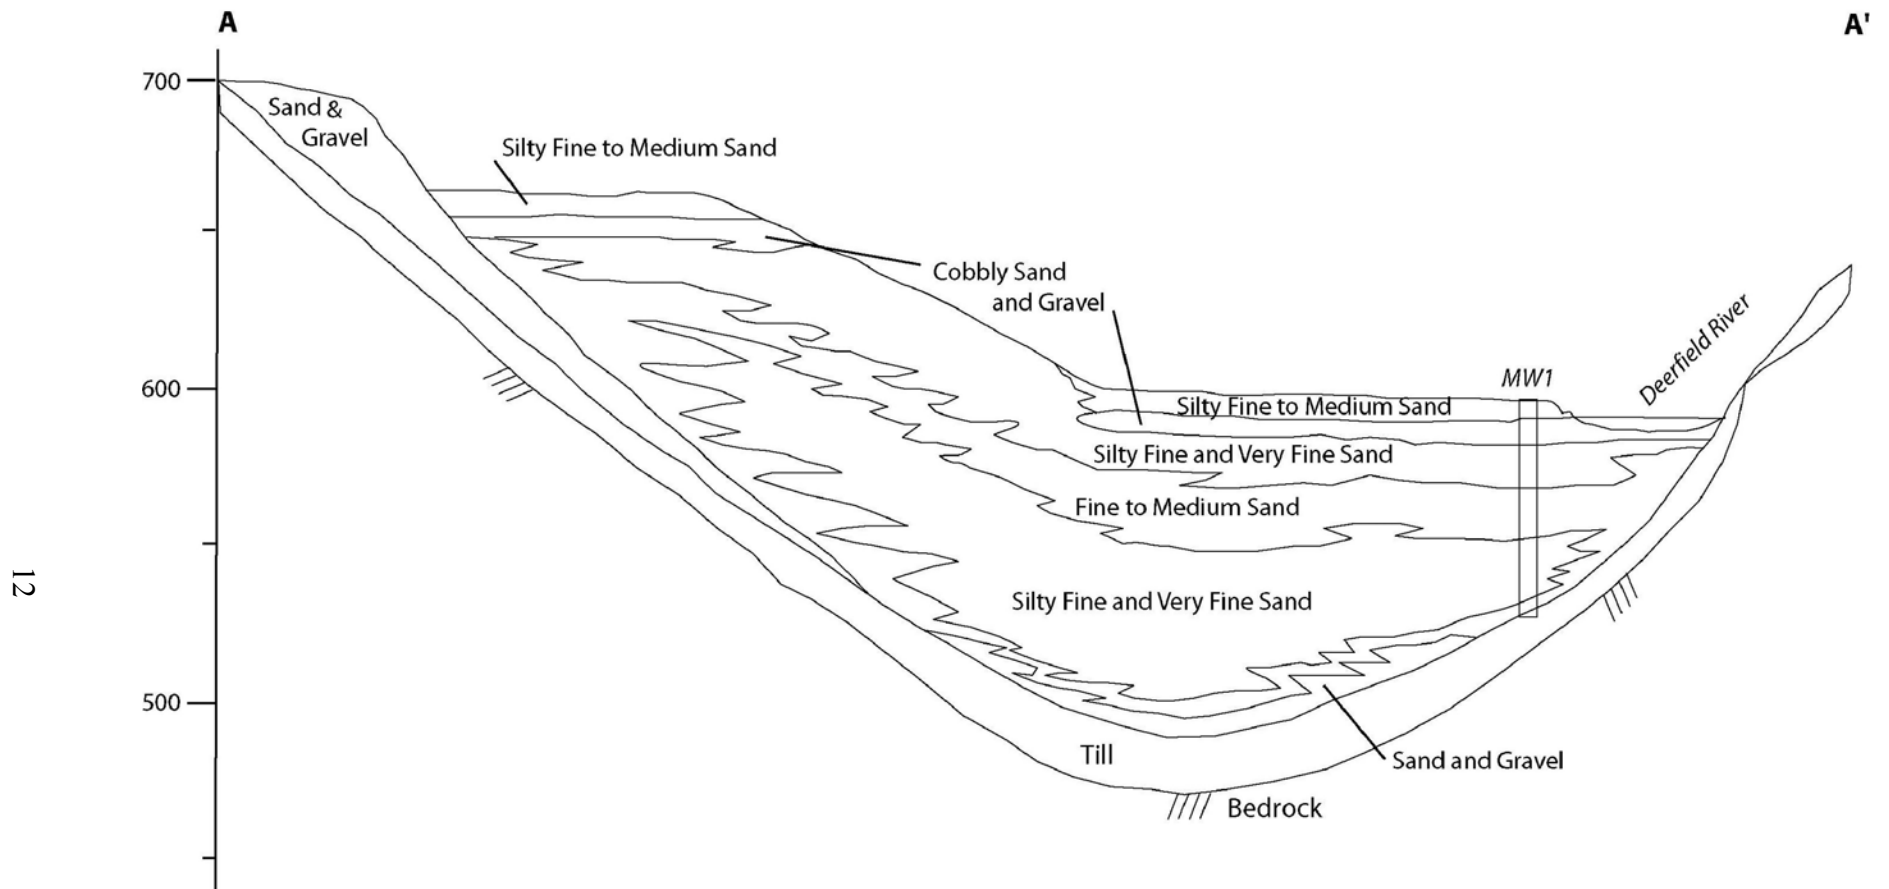 A
A'
700
Sand &
Gravel
Silty Fine to Medium Sand
Cobbly Sand
and Gravel
Deerfield River
600
MW1
Silty Fine to Medium Sand
Silty Fine and Very Fine Sand
Fine to Medium Sand
12
Silty Fine and Very Fine Sand
500
Till
Sand and Gravel
Bedrock